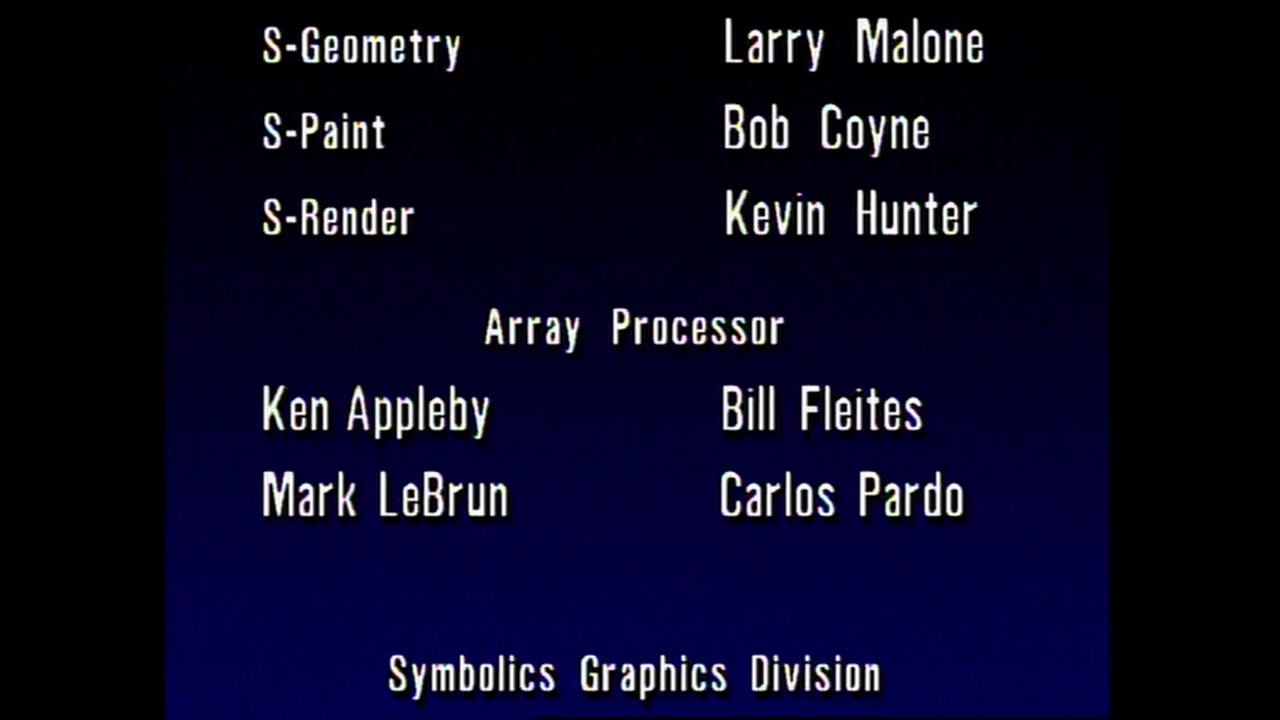 S-Geometry Larry Malone
S-Paint Bob Coyne
S-Render Kevin Hunter
Array Processor
Ken Appleby Bill Fleites
Mark LeBrun Carlos Pardo
Symbolics Graphics Division